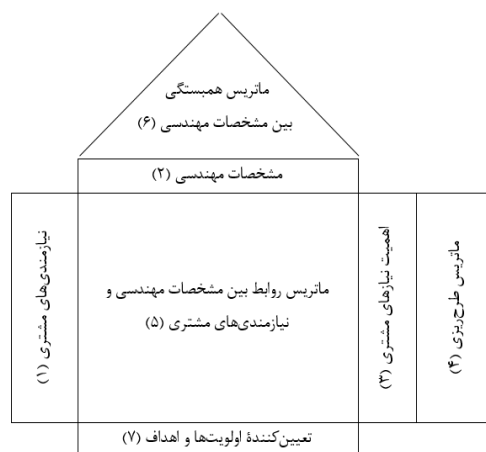 ماتریس همبستگی
بین مشخصات مهندسی (۶)
مشخصات مهندسی (۲)
نیازمندی‌های مشتری (۱)
ماتریس روابط بین مشخصات مهندسی و
نیازمندی‌های مشتری (۵)
اهمیت نیازهای مشتری (۳)
ماتریس طرح‌ریزی (۴)
تعیین‌کنندهٔ اولویت‌ها و اهداف (۷)